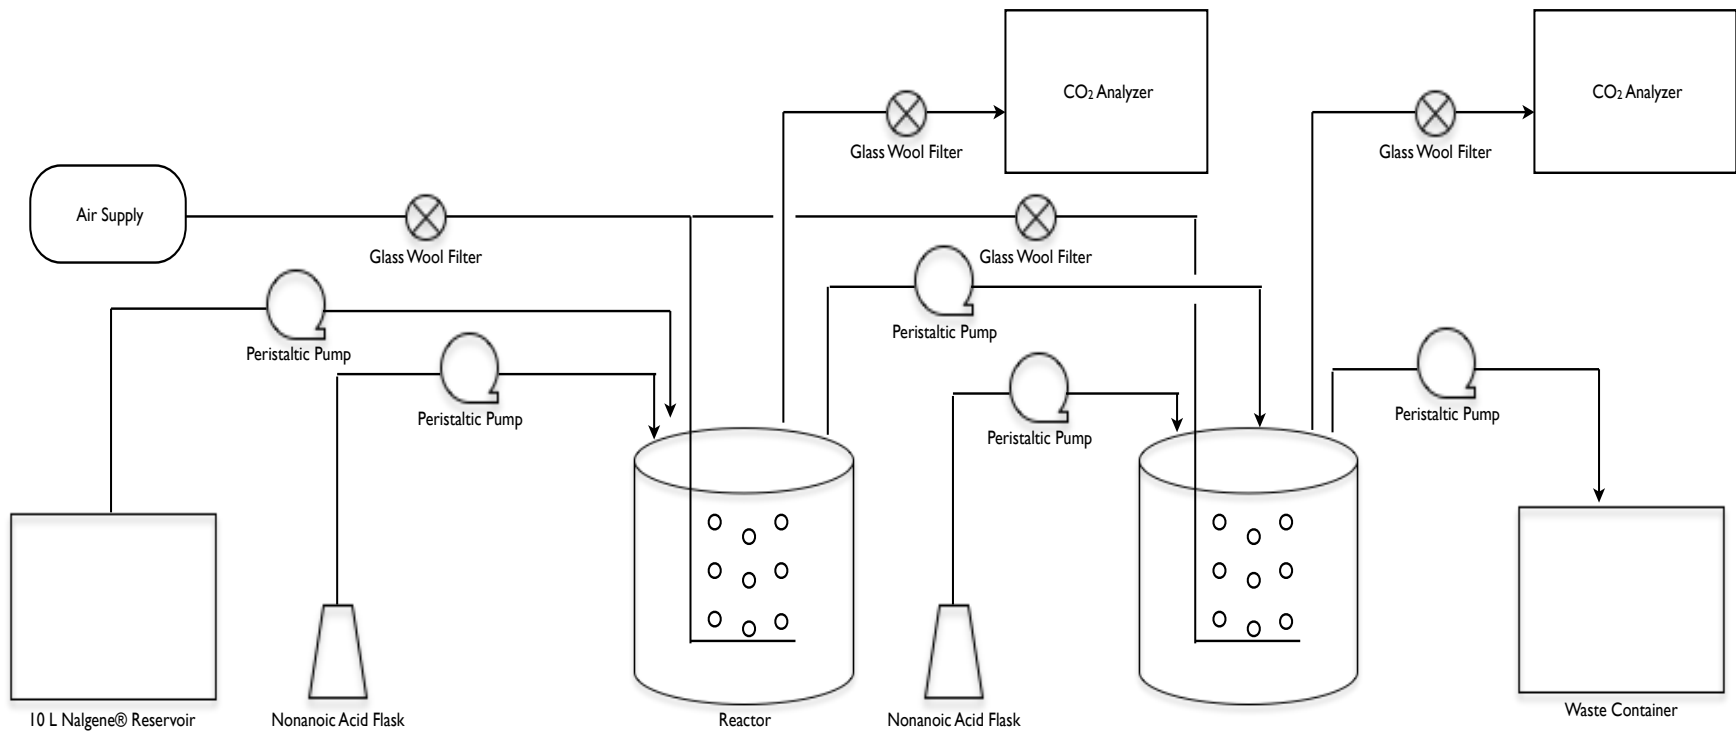 CO₂ Analyzer
CO₂ Analyzer
Glass Wool Filter
Glass Wool Filter
Air Supply
Glass Wool Filter
Glass Wool Filter
Peristaltic Pump
Peristaltic Pump
Peristaltic Pump
Peristaltic Pump
Peristaltic Pump
10 L Nalgene® Reservoir
Nonanoic Acid Flask
Reactor
Nonanoic Acid Flask
Waste Container